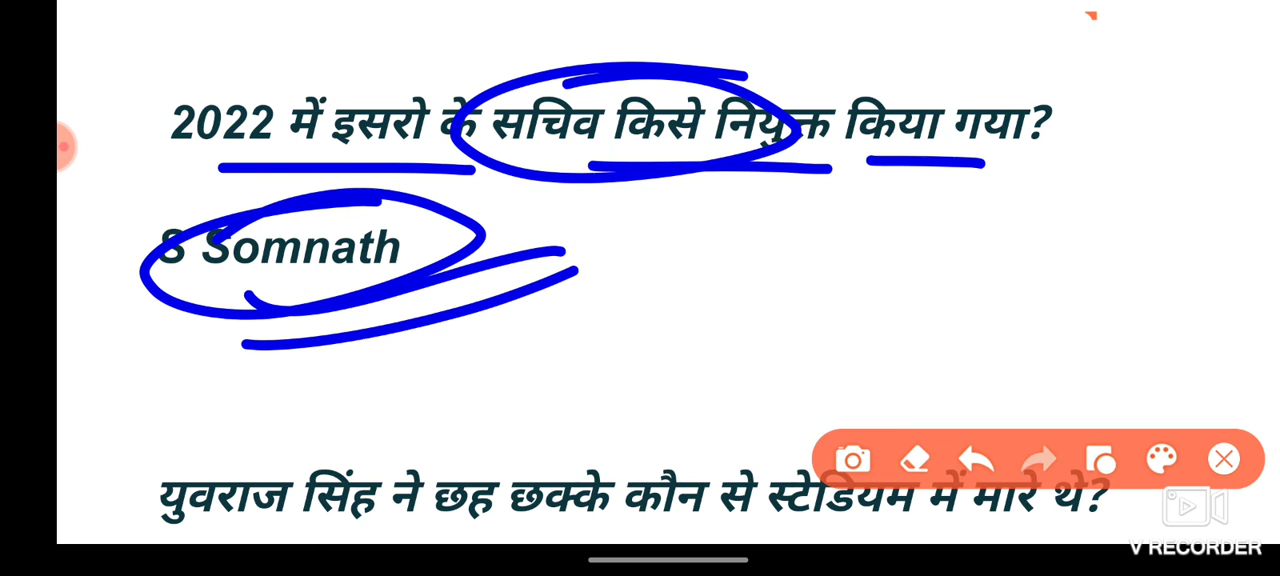 2022 में इसरो के सचिव किसे नियुक्त किया गया?
S Somnath
युवराज सिंह ने छह छक्के कौन से स्टेडियम में मारे थे?
V RECORDER